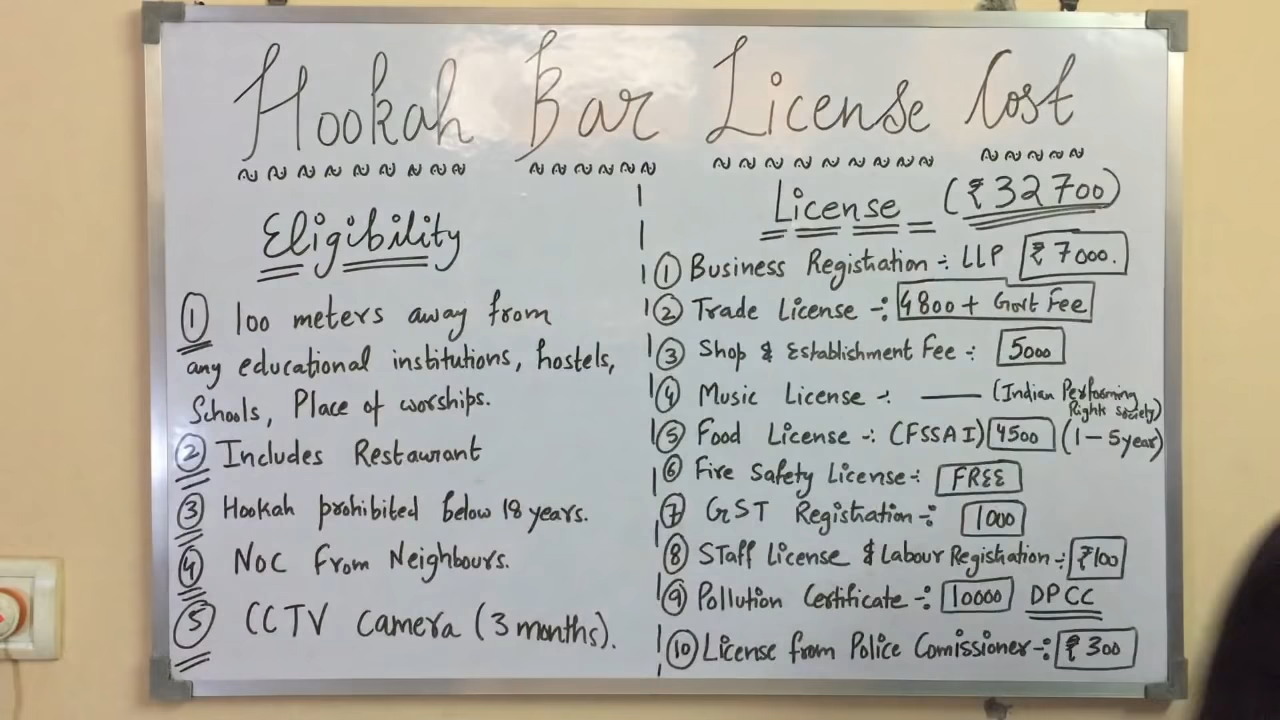 Hookah Bar License Cost
Eligibility
① 100 meters away from
any educational institutions, hostels,
Schools, Place of worships.
② Includes Restaurant
③ Hookah prohibited below 18 years.
④ NOC From Neighbours.
⑤ CCTV Camera (3 months).
License (₹32700)
① Business Registration :- LLP ₹7000.
② Trade License :- 4800 + Govt Fee
③ Shop & Establishment Fee :- 5000
④ Music License :- —— (Indian Performing
Rights Society)
⑤ Food License :- (FSSAI) 4500 (1-5year)
⑥ Fire Safety License :- FREE
⑦ GST Registration :- 1000
⑧ Staff License & Labour Registration :- ₹100
⑨ Pollution Certificate :- 10000 DPCC
⑩ License from Police Comissioner :- ₹300